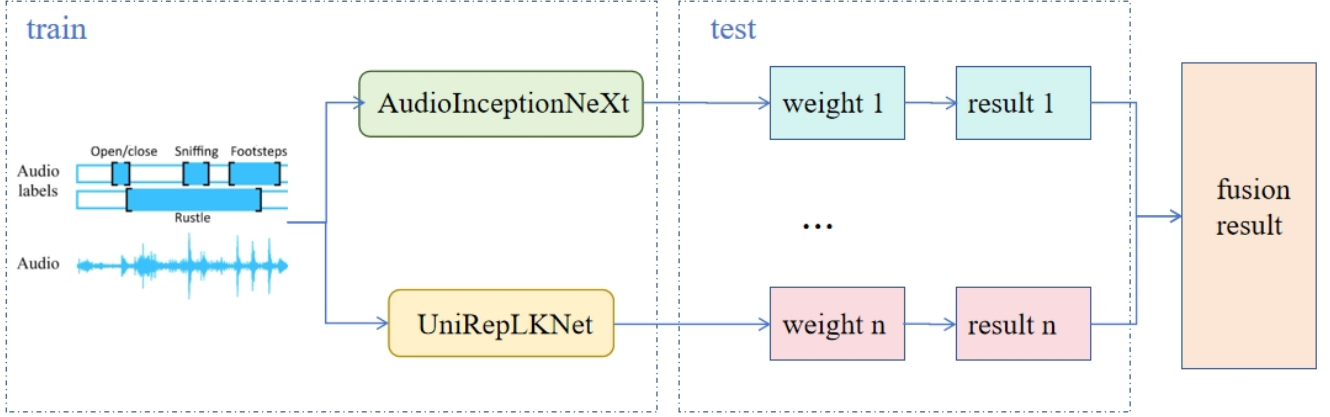 train
test
AudioInceptionNeXt
weight 1
result 1
Open/close
Sniffing
Footsteps
Audio
labels
Rustle
Audio
...
fusion
result
UniRepLKNet
weight n
result n